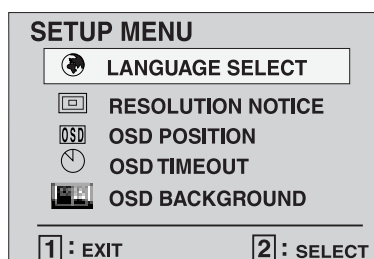 SETUP MENU
LANGUAGE SELECT
RESOLUTION NOTICE
OSD OSD POSITION
OSD TIMEOUT
OSD BACKGROUND
1 : EXIT 2 : SELECT